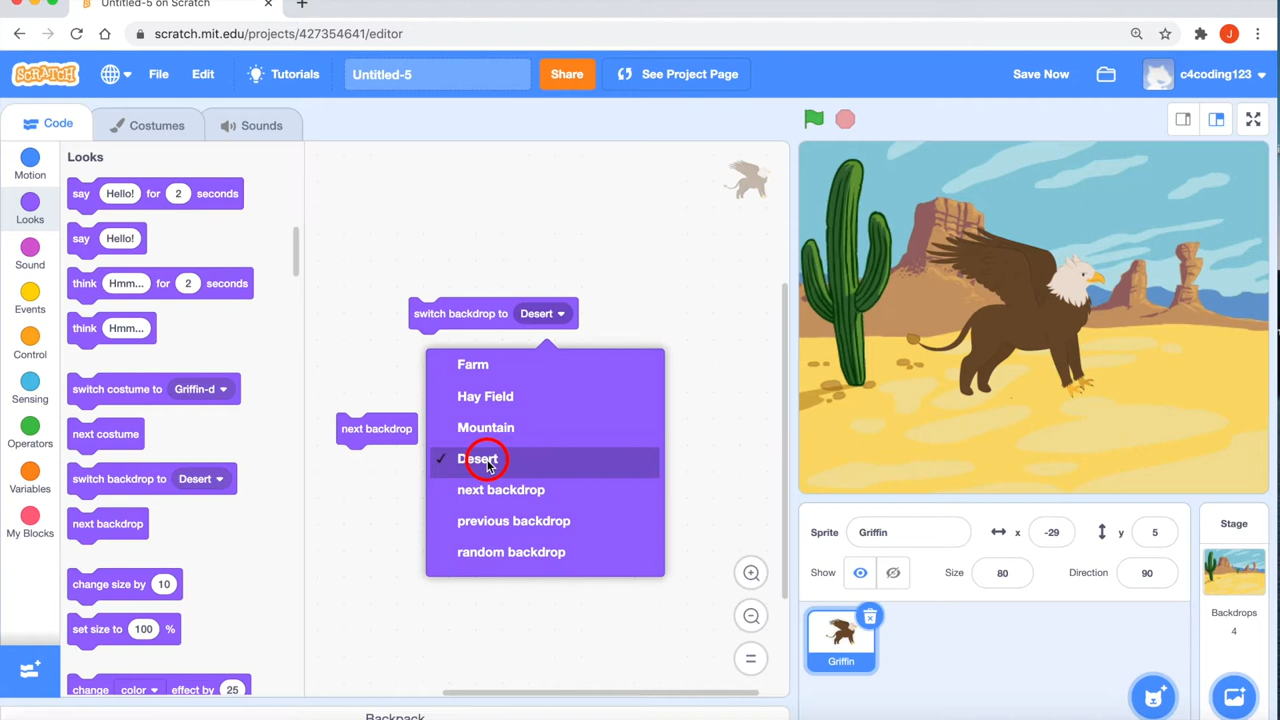 Untitled-5 on Scratch
scratch.mit.edu/projects/427354641/editor
J
SCRATCH
File
Edit
Tutorials
Untitled-5
Share
See Project Page
Save Now
c4coding123
Code
Costumes
Sounds
Motion
Looks
Sound
Events
Control
Sensing
Operators
Variables
My Blocks
Looks
say Hello! for 2 seconds
say Hello!
think Hmm... for 2 seconds
think Hmm...
switch costume to Griffin-d
next costume
switch backdrop to Desert
next backdrop
change size by 10
set size to 100 %
change color effect by 25
switch backdrop to Desert
next backdrop
Farm
Hay Field
Mountain
Desert
next backdrop
previous backdrop
random backdrop
Backpack
Sprite Griffin x -29 y 5
Show Size 80 Direction 90
Griffin
Stage
Backdrops
4